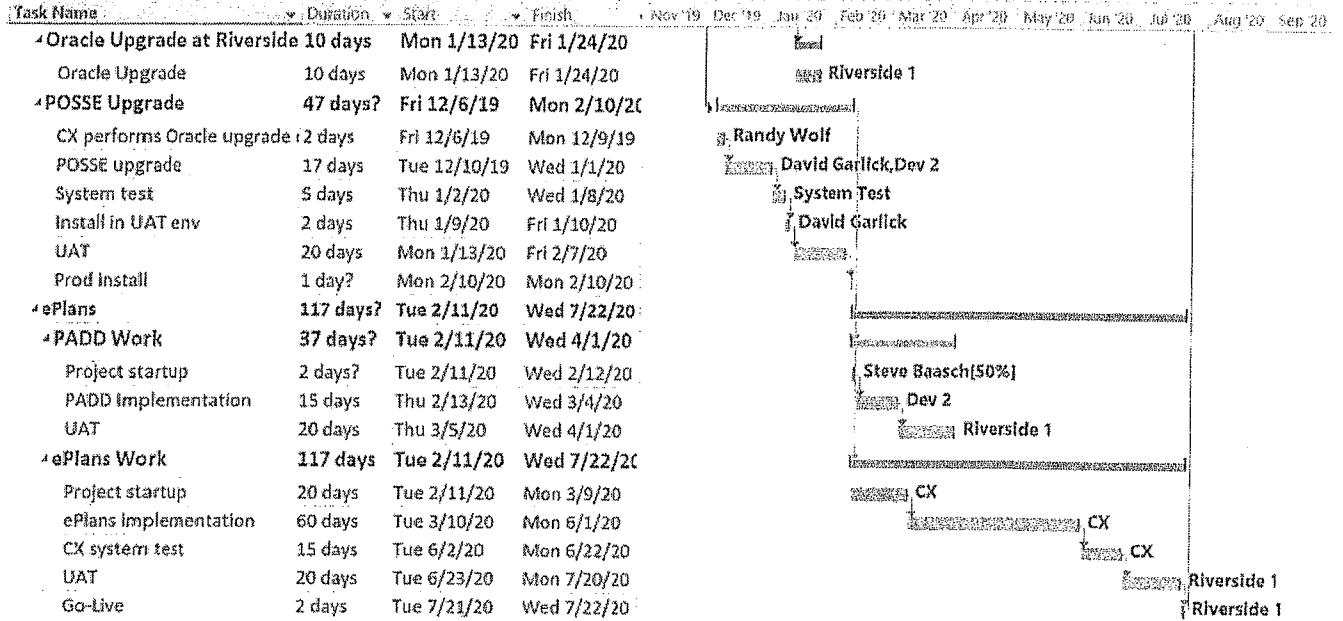 Task Name Duration Start Finish Nov '19 Dec '19 Jan '20 Feb '20 Mar '20 Apr '20 May '20 Jun '20 Jul '20 Aug '20 Sep '20
Oracle Upgrade at Riverside 10 days Mon 1/13/20 Fri 1/24/20
Oracle Upgrade 10 days Mon 1/13/20 Fri 1/24/20 Riverside 1
POSSE Upgrade 47 days? Fri 12/6/19 Mon 2/10/20
CX performs Oracle upgrade 2 days Fri 12/6/19 Mon 12/9/19 Randy Wolf
POSSE upgrade 17 days Tue 12/10/19 Wed 1/1/20 David Garlick,Dev 2
System test 5 days Thu 1/2/20 Wed 1/8/20 System Test
Install in UAT env 2 days Thu 1/9/20 Fri 1/10/20 David Garlick
UAT 20 days Mon 1/13/20 Fri 2/7/20
Prod Install 1 day? Mon 2/10/20 Mon 2/10/20
ePlans 117 days? Tue 2/11/20 Wed 7/22/20
PADD Work 37 days? Tue 2/11/20 Wed 4/1/20
Project startup 2 days? Tue 2/11/20 Wed 2/12/20 Steve Baasch[50%]
PADD Implementation 15 days Thu 2/13/20 Wed 3/4/20 Dev 2
UAT 20 days Thu 3/5/20 Wed 4/1/20 Riverside 1
ePlans Work 117 days Tue 2/11/20 Wed 7/22/20
Project startup 20 days Tue 2/11/20 Mon 3/9/20 CX
ePlans implementation 60 days Tue 3/10/20 Mon 6/1/20 CX
CX system test 15 days Tue 6/2/20 Mon 6/22/20 CX
UAT 20 days Tue 6/23/20 Mon 7/20/20 Riverside 1
Go-Live 2 days Tue 7/21/20 Wed 7/22/20 Riverside 1